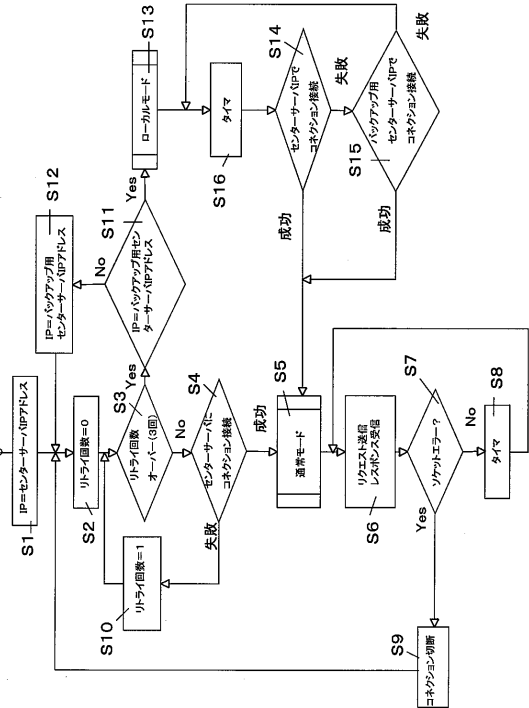 S1
IP=センターサーバIPアドレス
S2
リトライ回数=0
S3
リトライ回数
オーバー(3回)
Yes
No
S4
センターサーバに
コネクション接続
成功
失敗
S10
リトライ回数=1
S5
通常モード
S6
リクエスト送信
レスポンス受信
S7
ソケットエラー?
Yes
No
S8
タイマ
S9
コネクション切断
S11
IP=バックアップ用セン
ターサーバIPアドレス
No
Yes
S12
IP=バックアップ用
センターサーバIPアドレス
S13
ローカルモード
S16
タイマ
S14
センターサーバIPで
コネクション接続
成功
失敗
S15
バックアップ用
センターサーバIPで
コネクション接続
成功
失敗